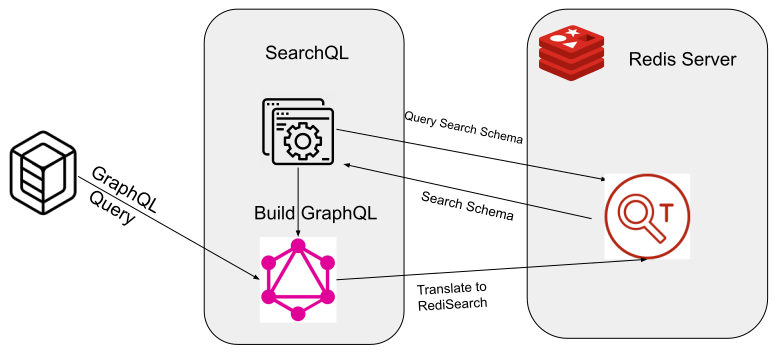 SearchQL
Redis Server
Query Search Schema
GraphQL
Query
Search Schema
T
Build GraphQL
Translate to
RediSearch